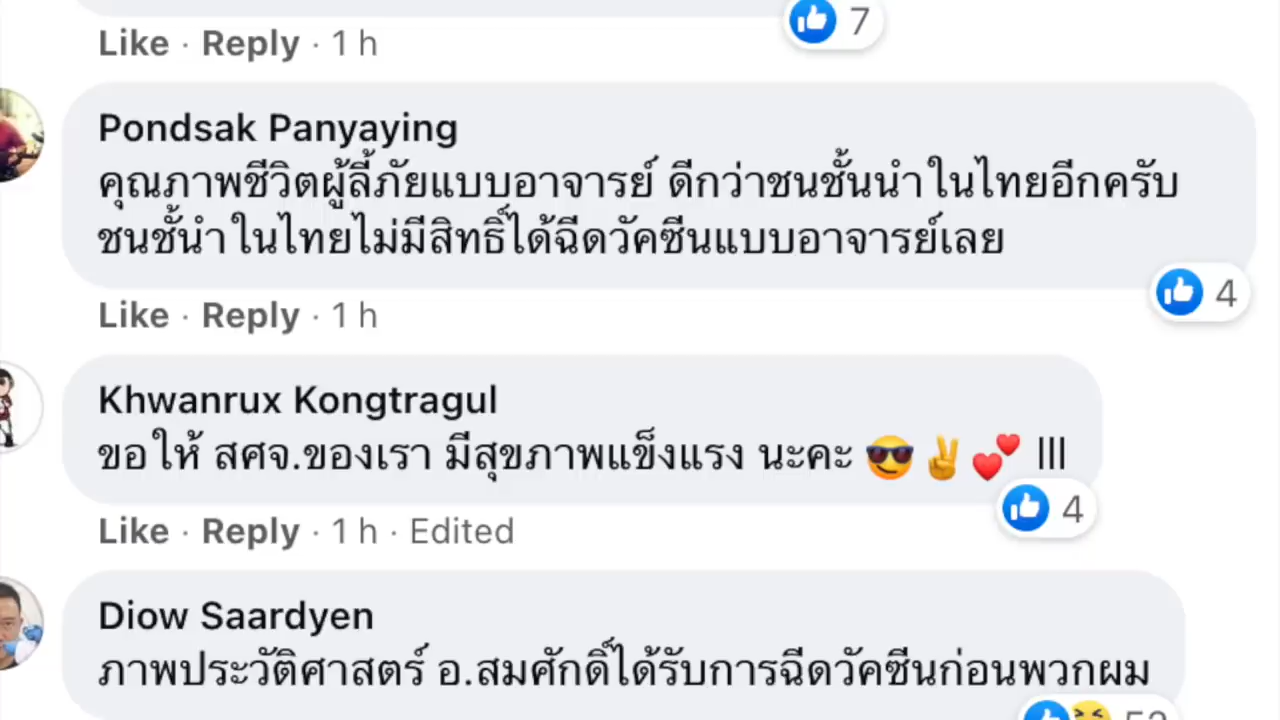 7
Like · Reply · 1 h
Pondsak Panyaying
คุณภาพชีวิตผู้ลี้ภัยแบบอาจารย์ ดีกว่าชนชั้นนำในไทยอีกครับ
ชนชั้นำในไทยไม่มีสิทธิ์ได้ฉีดวัคซีนแบบอาจารย์เลย
4
Like · Reply · 1 h
Khwanrux Kongtragul
ขอให้ สศจ.ของเรา มีสุขภาพแข็งแรง นะคะ 😎✌️💕 lll
4
Like · Reply · 1 h · Edited
Diow Saardyen
ภาพประวัติศาสตร์ อ.สมศักดิ์ได้รับการฉีดวัคซีนก่อนพวกผม